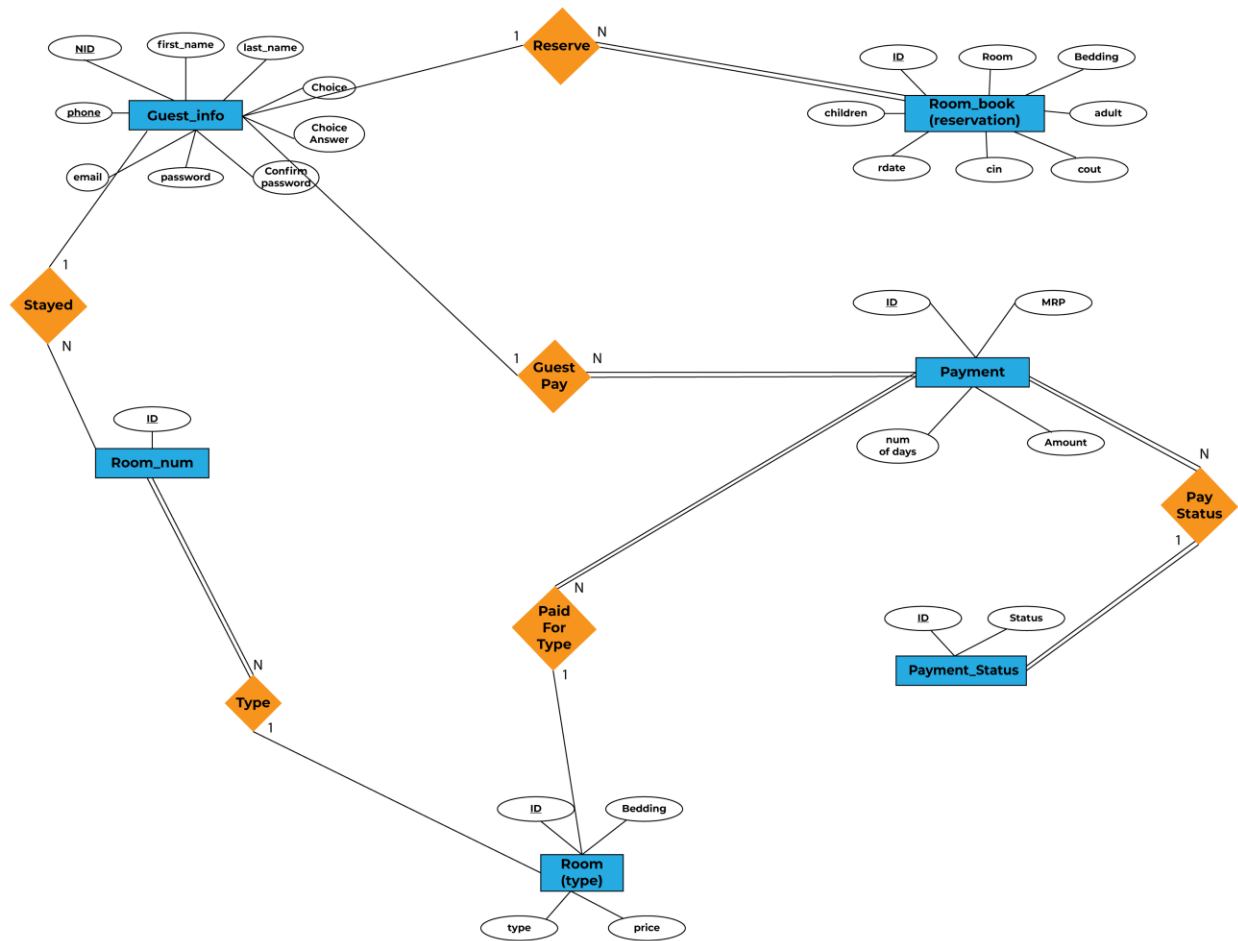 1
Reserve
N
NID
first_name
last_name
Choice
phone
Guest_info
Choice
Answer
email
password
Confirm
password
ID
Room
Bedding
children
Room_book
(reservation)
adult
rdate
cin
cout
1
Stayed
N
ID
Room_num
1
Guest
Pay
N
ID
MRP
Payment
num
of days
Amount
N
Pay
Status
1
N
Paid
For
Type
1
ID
Status
Payment_Status
N
Type
1
ID
Bedding
Room
(type)
type
price